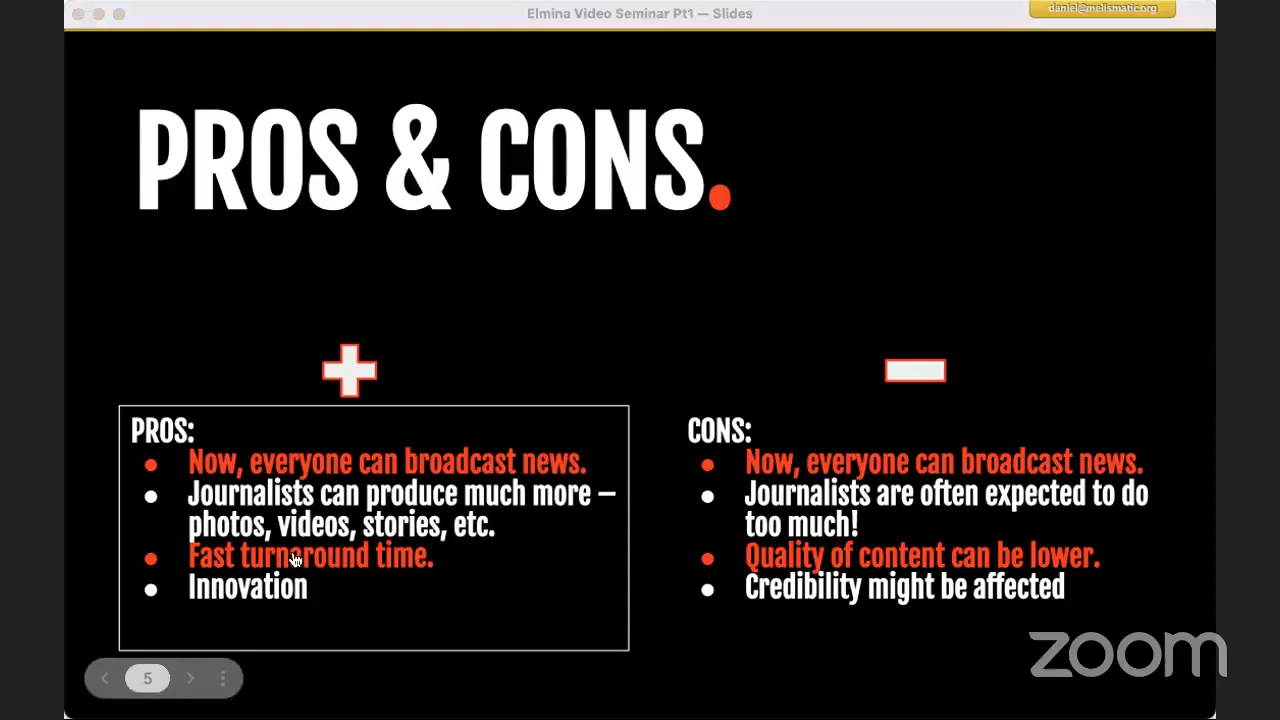 Elmina Video Seminar Pt1 — Slides
daniel@melismatic.org
PROS & CONS.
PROS:
● Now, everyone can broadcast news.
● Journalists can produce much more –
photos, videos, stories, etc.
● Fast turnaround time.
● Innovation
CONS:
● Now, everyone can broadcast news.
● Journalists are often expected to do
too much!
● Quality of content can be lower.
● Credibility might be affected
5
zoom